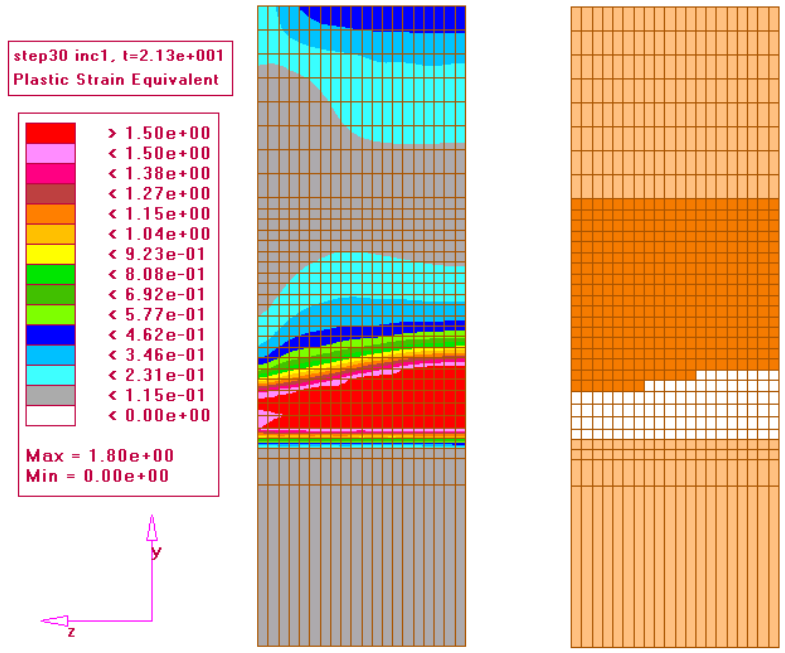 step30 inc1, t=2.13e+001
Plastic Strain Equivalent
> 1.50e+00
< 1.50e+00
< 1.38e+00
< 1.27e+00
< 1.15e+00
< 1.04e+00
< 9.23e-01
< 8.08e-01
< 6.92e-01
< 5.77e-01
< 4.62e-01
< 3.46e-01
< 2.31e-01
< 1.15e-01
< 0.00e+00
Max = 1.80e+00
Min = 0.00e+00
y
z